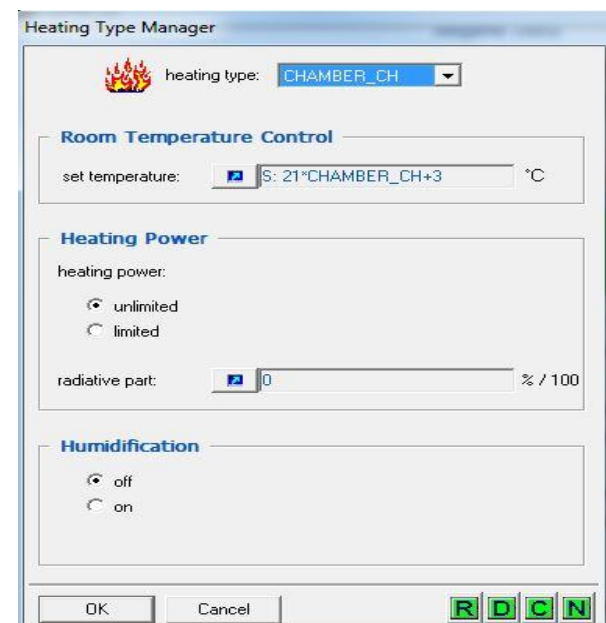 Heating Type Manager
heating type: CHAMBER_CH
Room Temperature Control
set temperature: S: 21*CHAMBER_CH+3 °C
Heating Power
heating power:
unlimited
limited
radiative part: 0 % / 100
Humidification
off
on
OK Cancel R D C N